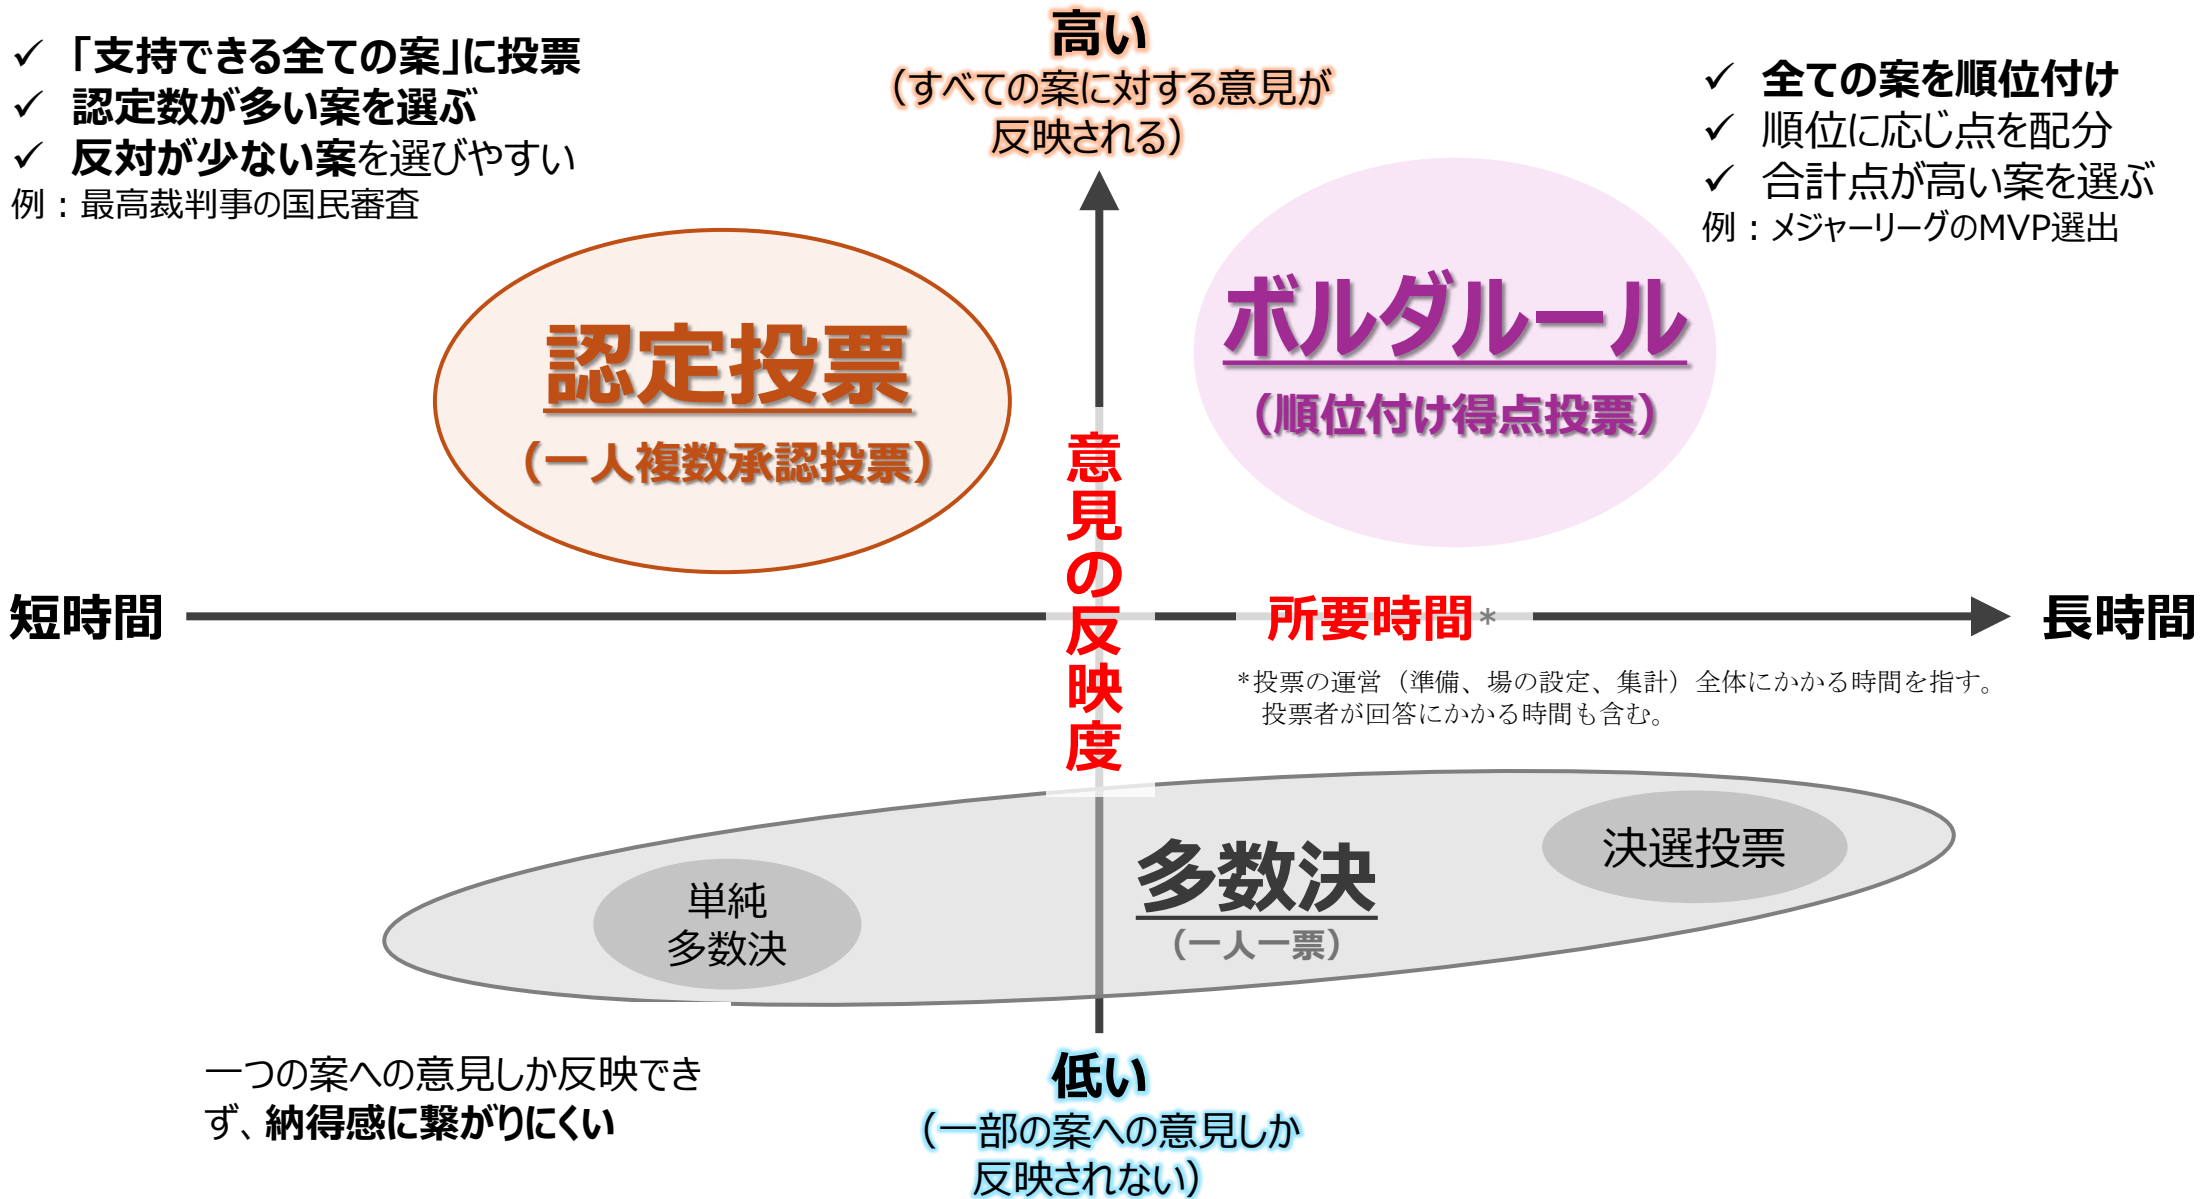 高い
（すべての案に対する意見が
反映される）
✓ 「支持できる全ての案」に投票
✓ 認定数が多い案を選ぶ
✓ 反対が少ない案を選びやすい
例：最高裁判事の国民審査
✓ 全ての案を順位付け
✓ 順位に応じ点を配分
✓ 合計点が高い案を選ぶ
例：メジャーリーグのMVP選出
認定投票
（一人複数承認投票）
ボルダルール
（順位付け得点投票）
意見の反映度
短時間
所要時間*
長時間
*投票の運営（準備、場の設定、集計）全体にかかる時間を指す。
投票者が回答にかかる時間も含む。
多数決
（一人一票）
単純
多数決
決選投票
一つの案への意見しか反映でき
ず、納得感に繋がりにくい
低い
（一部の案への意見しか
反映されない）